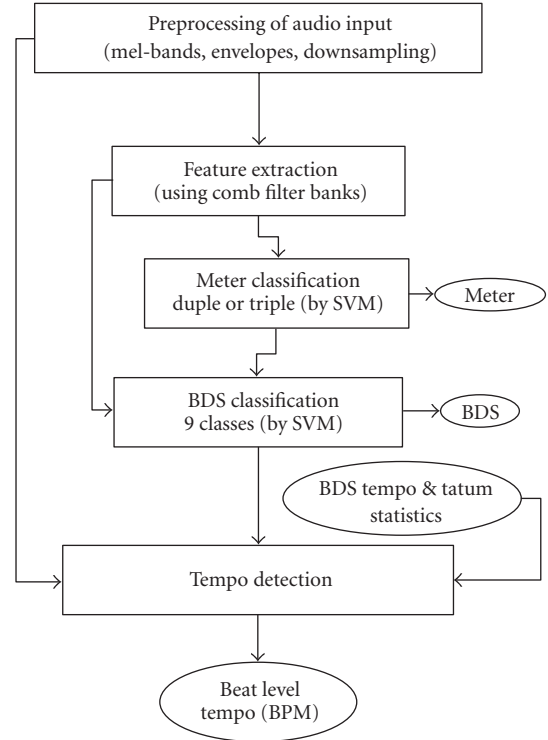 Preprocessing of audio input
(mel-bands, envelopes, downsampling)
Feature extraction
(using comb filter banks)
Meter classification
duple or triple (by SVM)
Meter
BDS classification
9 classes (by SVM)
BDS
BDS tempo & tatum
statistics
Tempo detection
Beat level
tempo (BPM)